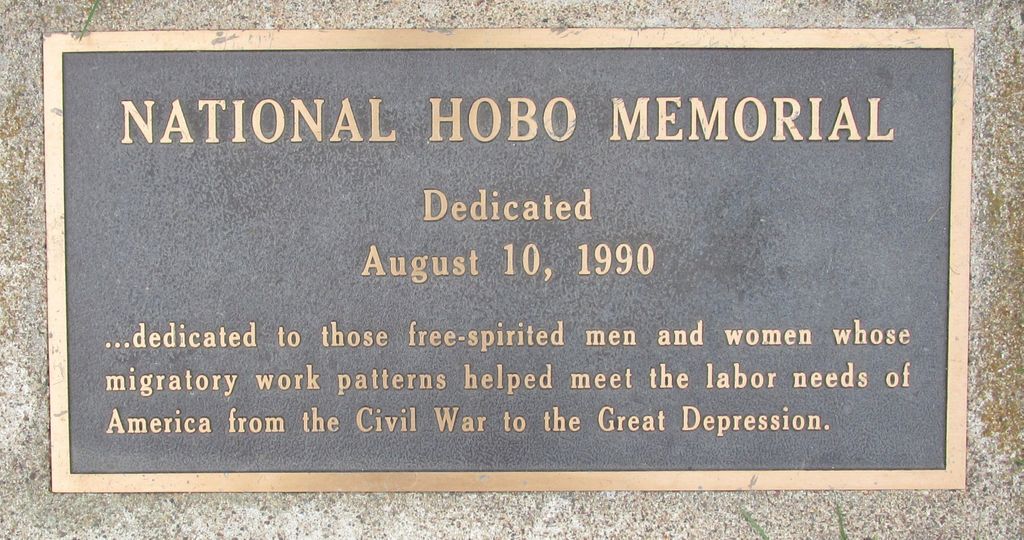 NATIONAL HOBO MEMORIAL
Dedicated
August 10, 1990
...dedicated to those free-spirited men and women whose
migratory work patterns helped meet the labor needs of
America from the Civil War to the Great Depression.